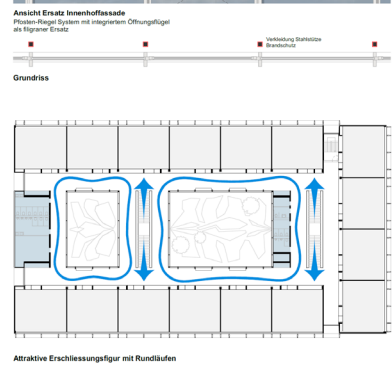 Ansicht Ersatz Innenhoffassade
Pfosten-Riegel System mit integriertem Öffnungsflügel
als filigraner Ersatz
Verkleidung Stahlstütze
Brandschutz
Grundriss
Attraktive Erschliessungsfigur mit Rundläufen